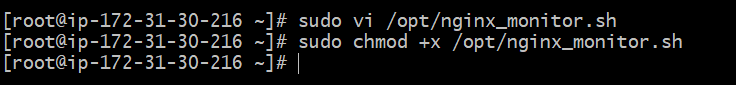 [root@ip-172-31-30-216 ~]# sudo vi /opt/nginx_monitor.sh
[root@ip-172-31-30-216 ~]# sudo chmod +x /opt/nginx_monitor.sh
[root@ip-172-31-30-216 ~]#